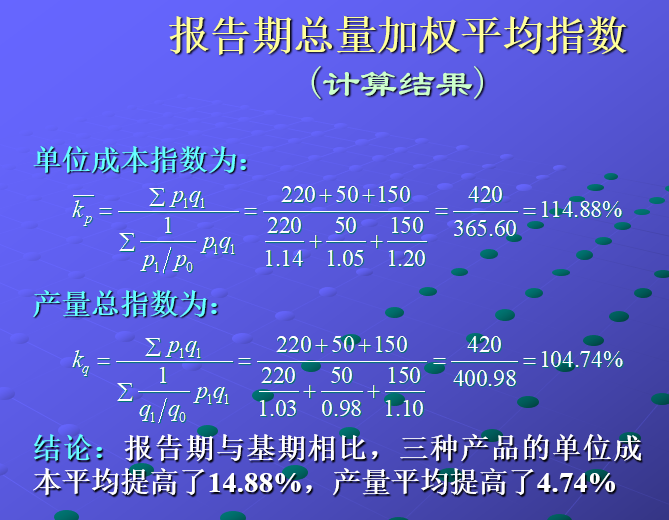 报告期总量加权平均指数
(计算结果)
单位成本指数为：
$\overline{k_p} = \frac{\sum p_1 q_1}{\sum \frac{1}{p_1/p_0} p_1 q_1} = \frac{220+50+150}{\frac{220}{1.14}+\frac{50}{1.05}+\frac{150}{1.20}} = \frac{420}{365.60} = 114.88\%$
产量总指数为：
$k_q = \frac{\sum p_1 q_1}{\sum \frac{1}{q_1/q_0} p_1 q_1} = \frac{220+50+150}{\frac{220}{1.03}+\frac{50}{0.98}+\frac{150}{1.10}} = \frac{420}{400.98} = 104.74\%$
结论：报告期与基期相比，三种产品的单位成
本平均提高了14.88%，产量平均提高了4.74%